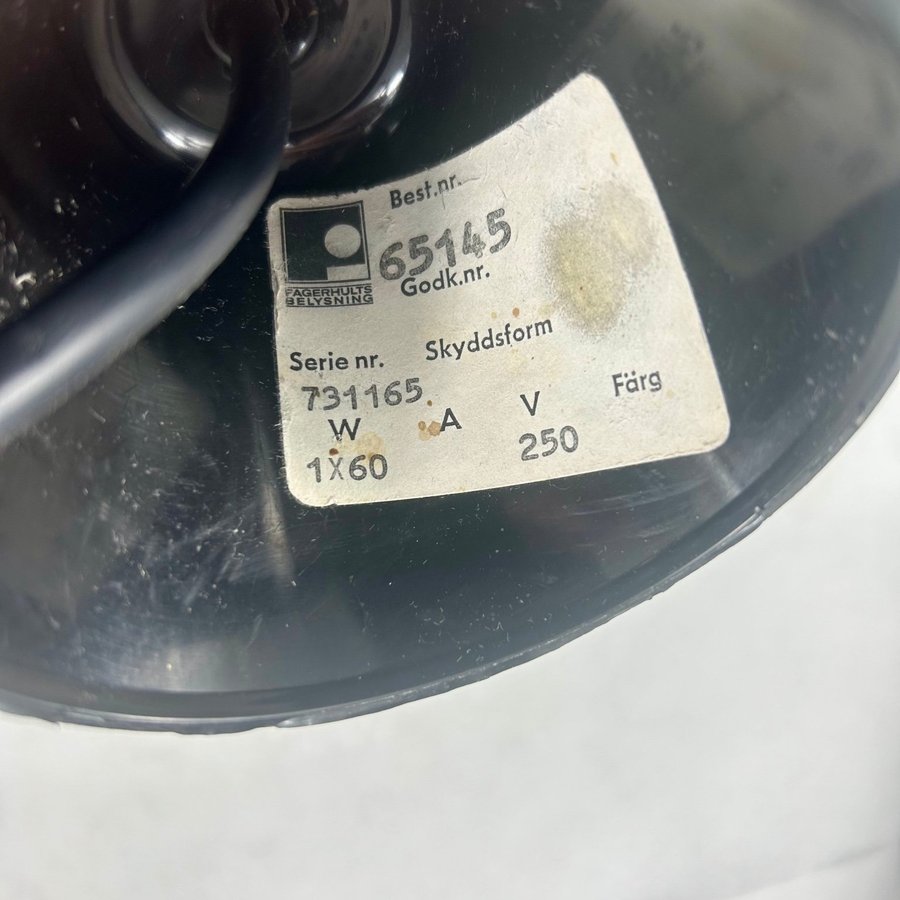 Best.nr.
65145
FAGERHULTS
BELYSNING
Godk.nr.
Skyddsform
Serie nr.
731165
Färg
W A V
1X60 250